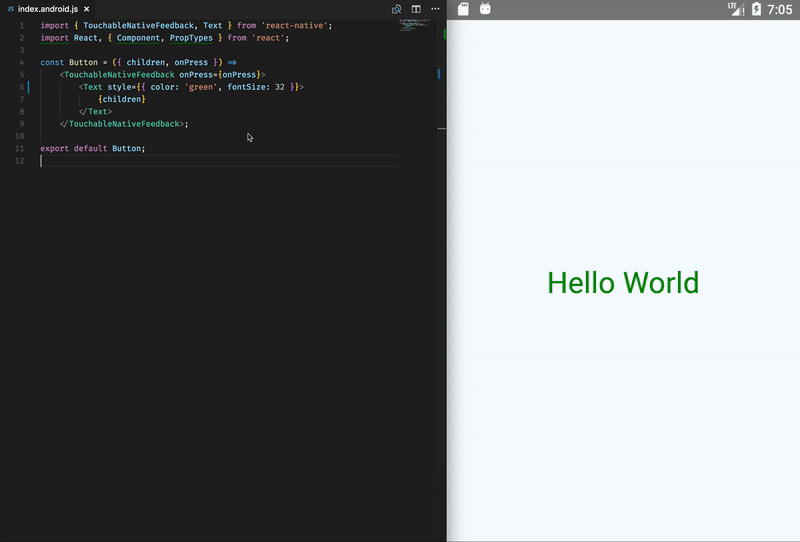 JS index.android.js ×
1 import { TouchableNativeFeedback, Text } from 'react-native';
2 import React, { Component, PropTypes } from 'react';
3
4 const Button = ({ children, onPress }) ⇒
5 <TouchableNativeFeedback onPress={onPress}>
6 <Text style={{ color: 'green', fontSize: 32 }}>
7 {children}
8 </Text>
9 </TouchableNativeFeedback>;
10
11 export default Button;
12
LTE 7:05
Hello World